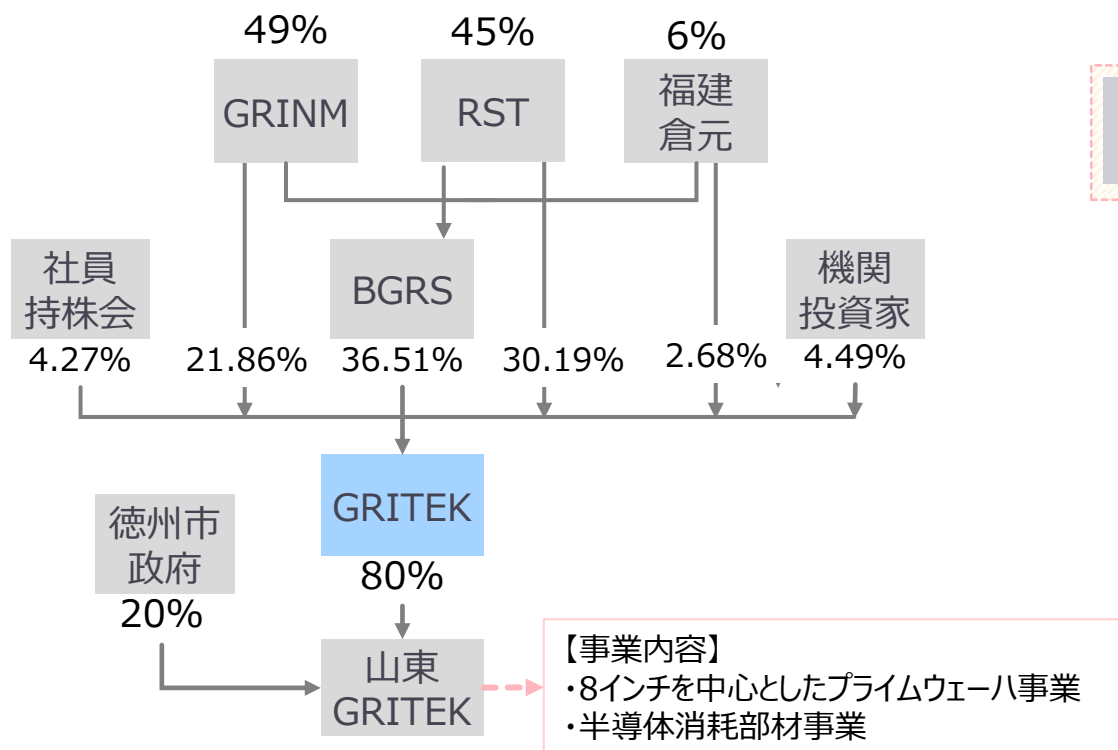 49%
45%
6%
GRINM
RST
福建
倉元
社員
持株会
BGRS
機関
投資家
4.27%
21.86%
36.51%
30.19%
2.68%
4.49%
GRITEK
徳州市
政府
80%
20%
山東
GRITEK
【事業内容】
・8インチを中心としたプライムウェーハ事業
・半導体消耗部材事業